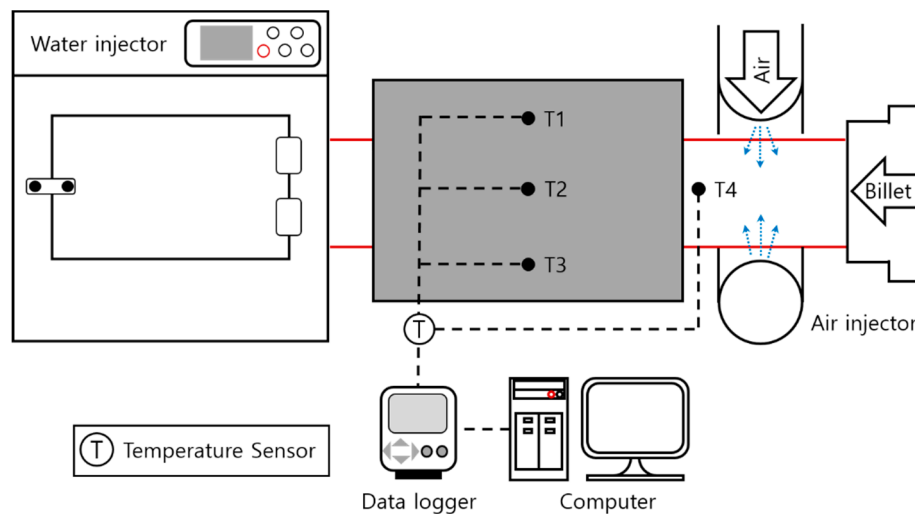 Water injector
Air
T1
T2
T3
T4
Billet
T
Air injector
T
Temperature Sensor
Data logger
Computer